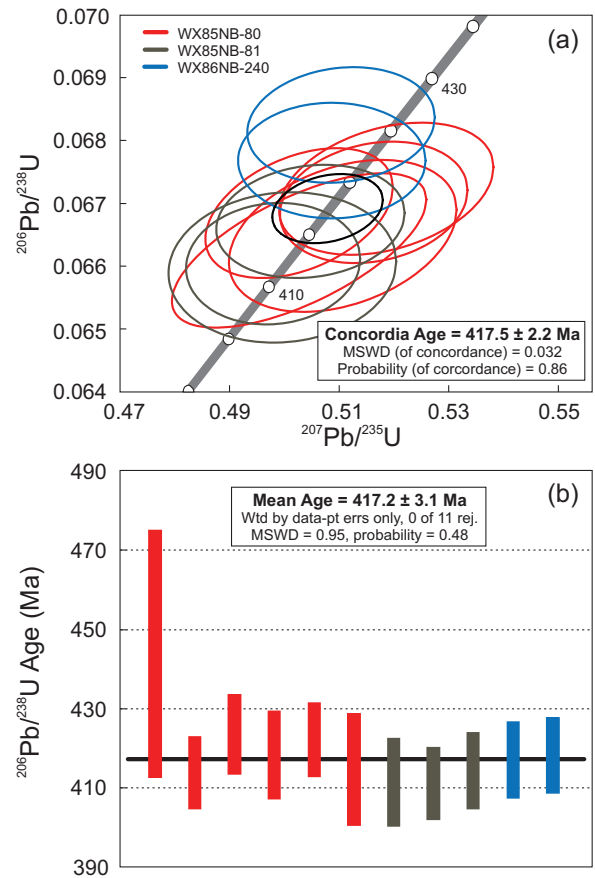 (a)
WX85NB-80
WX85NB-81
WX86NB-240
0.070
0.069
0.068
0.067
0.066
0.065
0.064
²⁰⁶Pb/²³⁸U
430
410
Concordia Age = 417.5 ± 2.2 Ma
MSWD (of concordance) = 0.032
Probability (of concordance) = 0.86
0.47
0.49
0.51
0.53
0.55
²⁰⁷Pb/²³⁵U
(b)
Mean Age = 417.2 ± 3.1 Ma
Wtd by data-pt errs only, 0 of 11 rej.
MSWD = 0.95, probability = 0.48
490
470
450
430
410
390
²⁰⁶Pb/²³⁸U Age (Ma)